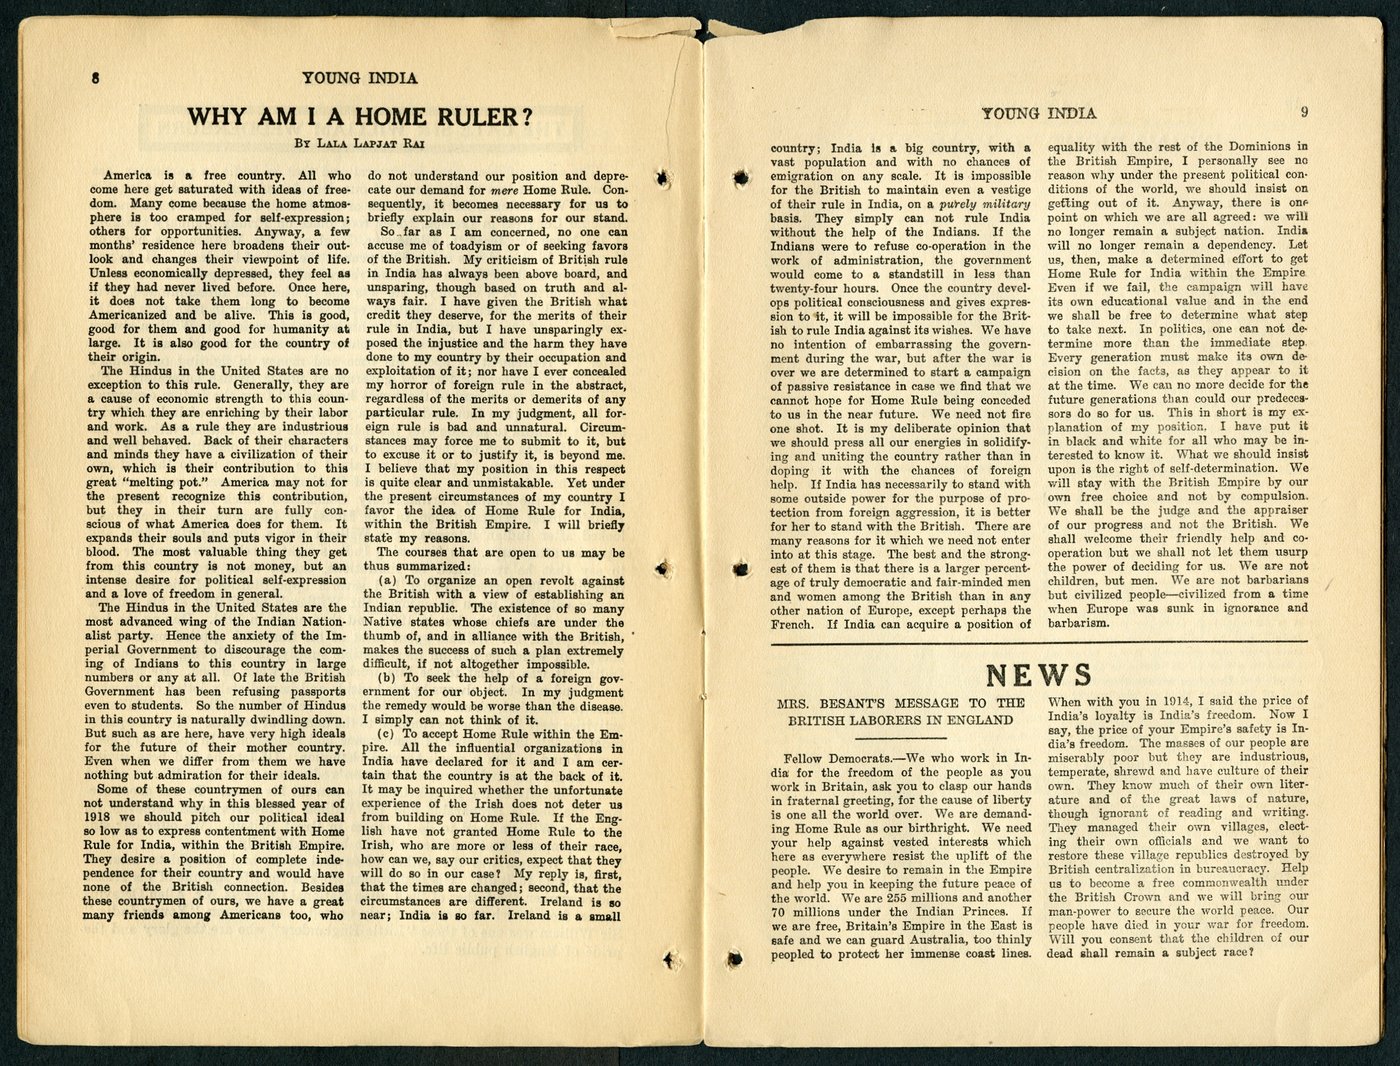 8
YOUNG INDIA
WHY AM I A HOME RULER?
By Lala Lapjat Rai
America is a free country. All who
come here get saturated with ideas of free-
dom. Many come because the home atmos-
phere is too cramped for self-expression;
others for opportunities. Anyway, a few
months' residence here broadens their out-
look and changes their viewpoint of life.
Unless economically depressed, they feel as
if they had never lived before. Once here,
it does not take them long to become
Americanized and be alive. This is good,
good for them and good for humanity at
large. It is also good for the country of
their origin.
The Hindus in the United States are no
exception to this rule. Generally, they are
a cause of economic strength to this coun-
try which they are enriching by their labor
and work. As a rule they are industrious
and well behaved. Back of their characters
and minds they have a civilization of their
own, which is their contribution to this
great "melting pot." America may not for
the present recognize this contribution,
but they in their turn are fully con-
scious of what America does for them. It
expands their souls and puts vigor in their
blood. The most valuable thing they get
from this country is not money, but an
intense desire for political self-expression
and a love of freedom in general.
The Hindus in the United States are the
most advanced wing of the Indian Nation-
alist party. Hence the anxiety of the Im-
perial Government to discourage the com-
ing of Indians to this country in large
numbers or any at all. Of late the British
Government has been refusing passports
even to students. So the number of Hindus
in this country is naturally dwindling down.
But such as are here, have very high ideals
for the future of their mother country.
Even when we differ from them we have
nothing but admiration for their ideals.
Some of these countrymen of ours can
not understand why in this blessed year of
1918 we should pitch our political ideal
so low as to express contentment with Home
Rule for India, within the British Empire.
They desire a position of complete inde-
pendence for their country and would have
none of the British connection. Besides
these countrymen of ours, we have a great
many friends among Americans too, who
do not understand our position and depre-
cate our demand for mere Home Rule. Con-
sequently, it becomes necessary for us to
briefly explain our reasons for our stand.
So far as I am concerned, no one can
accuse me of toadyism or of seeking favors
of the British. My criticism of British rule
in India has always been above board, and
unsparing, though based on truth and al-
ways fair. I have given the British what
credit they deserve, for the merits of their
rule in India, but I have unsparingly ex-
posed the injustice and the harm they have
done to my country by their occupation and
exploitation of it; nor have I ever concealed
my horror of foreign rule in the abstract,
regardless of the merits or demerits of any
particular rule. In my judgment, all for-
eign rule is bad and unnatural. Circum-
stances may force me to submit to it, but
to excuse it or to justify it, is beyond me.
I believe that my position in this respect
is quite clear and unmistakable. Yet under
the present circumstances of my country I
favor the idea of Home Rule for India,
within the British Empire. I will briefly
state my reasons.
The courses that are open to us may be
thus summarized:
(a) To organize an open revolt against
the British with a view of establishing an
Indian republic. The existence of so many
Native states whose chiefs are under the
thumb of, and in alliance with the British,
makes the success of such a plan extremely
difficult, if not altogether impossible.
(b) To seek the help of a foreign gov-
ernment for our object. In my judgment
the remedy would be worse than the disease.
I simply can not think of it.
(c) To accept Home Rule within the Em-
pire. All the influential organizations in
India have declared for it and I am cer-
tain that the country is at the back of it.
It may be inquired whether the unfortunate
experience of the Irish does not deter us
from building on Home Rule. If the Eng-
lish have not granted Home Rule to the
Irish, who are more or less of their race,
how can we, say our critics, expect that they
will do so in our case? My reply is, first,
that the times are changed; second, that the
circumstances are different. Ireland is so
near; India is so far. Ireland is a small
YOUNG INDIA
9
country; India is a big country, with a
vast population and with no chances of
emigration on any scale. It is impossible
for the British to maintain even a vestige
of their rule in India, on a purely military
basis. They simply can not rule India
without the help of the Indians. If the
Indians were to refuse co-operation in the
work of administration, the government
would come to a standstill in less than
twenty-four hours. Once the country devel-
ops political consciousness and gives expres-
sion to it, it will be impossible for the Brit-
ish to rule India against its wishes. We have
no intention of embarrassing the govern-
ment during the war, but after the war is
over we are determined to start a campaign
of passive resistance in case we find that we
cannot hope for Home Rule being conceded
to us in the near future. We need not fire
one shot. It is my deliberate opinion that
we should press all our energies in solidify-
ing and uniting the country rather than in
doping it with the chances of foreign
help. If India has necessarily to stand with
some outside power for the purpose of pro-
tection from foreign aggression, it is better
for her to stand with the British. There are
many reasons for it which we need not enter
into at this stage. The best and the strong-
est of them is that there is a larger percent-
age of truly democratic and fair-minded men
and women among the British than in any
other nation of Europe, except perhaps the
French. If India can acquire a position of
equality with the rest of the Dominions in
the British Empire, I personally see no
reason why under the present political con-
ditions of the world, we should insist on
getting out of it. Anyway, there is one
point on which we are all agreed: we will
no longer remain a subject nation. India
will no longer remain a dependency. Let
us, then, make a determined effort to get
Home Rule for India within the Empire.
Even if we fail, the campaign will have
its own educational value and in the end
we shall be free to determine what step
to take next. In politics, one can not de-
termine more than the immediate step.
Every generation must make its own de-
cision on the facts, as they appear to it
at the time. We can no more decide for the
future generations than could our predeces-
sors do so for us. This in short is my ex-
planation of my position. I have put it
in black and white for all who may be in-
terested to know it. What we should insist
upon is the right of self-determination. We
will stay with the British Empire by our
own free choice and not by compulsion.
We shall be the judge and the appraiser
of our progress and not the British. We
shall welcome their friendly help and co-
operation but we shall not let them usurp
the power of deciding for us. We are not
children, but men. We are not barbarians
but civilized people—civilized from a time
when Europe was sunk in ignorance and
barbarism.
NEWS
MRS. BESANT'S MESSAGE TO THE
BRITISH LABORERS IN ENGLAND
Fellow Democrats.—We who work in In-
dia for the freedom of the people as you
work in Britain, ask you to clasp our hands
in fraternal greeting, for the cause of liberty
is one all the world over. We are demand-
ing Home Rule as our birthright. We need
your help against vested interests which
here as everywhere resist the uplift of the
people. We desire to remain in the Empire
and help you in keeping the future peace of
the world. We are 255 millions and another
70 millions under the Indian Princes. If
we are free, Britain's Empire in the East is
safe and we can guard Australia, too thinly
peopled to protect her immense coast lines.
When with you in 1914, I said the price of
India's loyalty is India's freedom. Now I
say, the price of your Empire's safety is In-
dia's freedom. The masses of our people are
miserably poor but they are industrious,
temperate, shrewd and have culture of their
own. They know much of their own liter-
ature and of the great laws of nature,
though ignorant of reading and writing.
They managed their own villages, elect-
ing their own officials and we want to
restore these village republics destroyed by
British centralization in bureaucracy. Help
us to become a free commonwealth under
the British Crown and we will bring our
man-power to secure the world peace. Our
people have died in your war for freedom.
Will you consent that the children of our
dead shall remain a subject race?